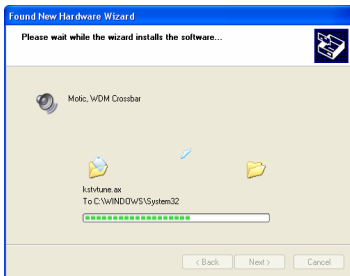 Found New Hardware Wizard
Please wait while the wizard installs the software...
Motic, WDM Crossbar
kstvtune.ax
To C:\WINDOWS\System32
< Back Next > Cancel